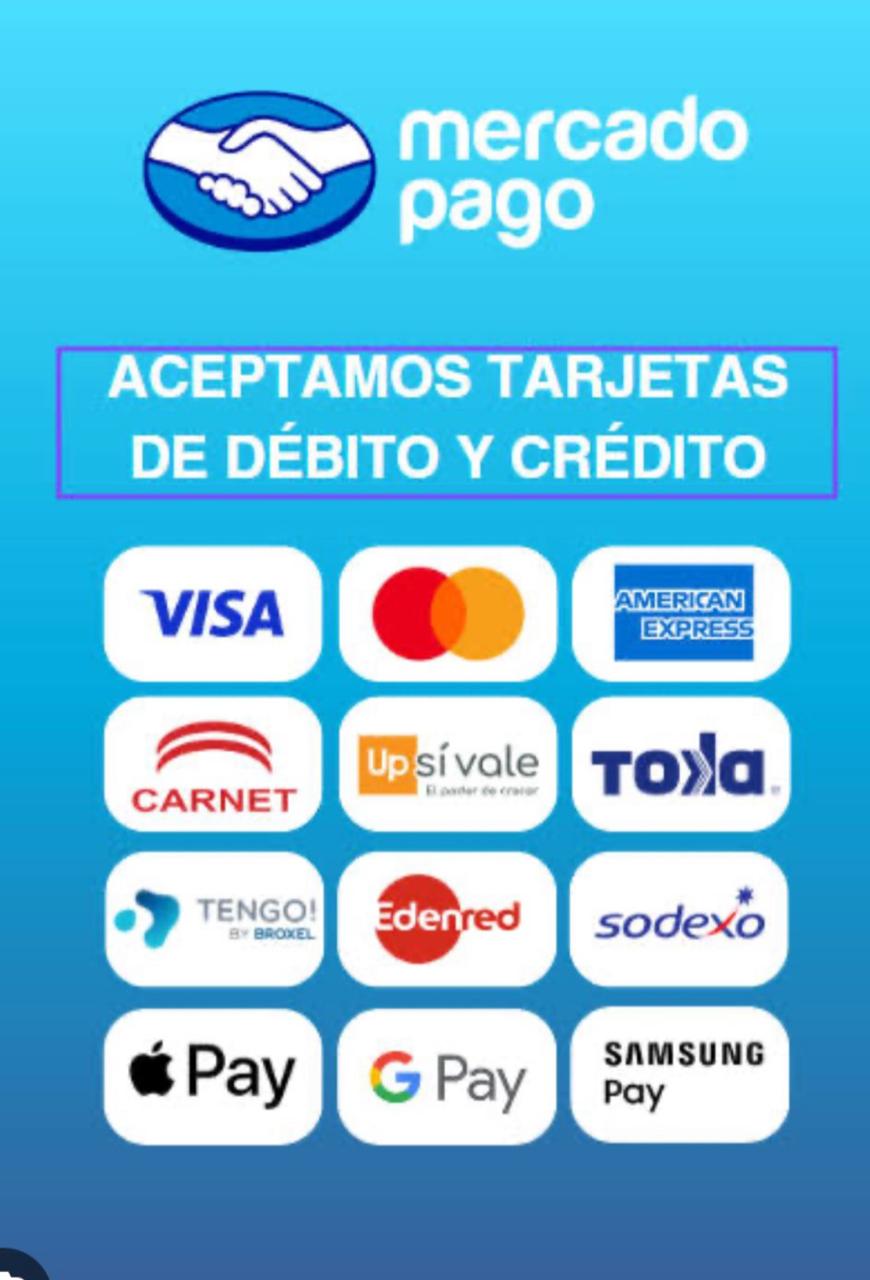 mercado
pago
ACEPTAMOS TARJETAS
DE DÉBITO Y CRÉDITO
VISA
AMERICAN
EXPRESS
CARNET
Up sí vale
El poder de crecer
TOKA
TENGO!
BY BROXEL
Edenred
sodexo
Pay
G Pay
SAMSUNG
Pay